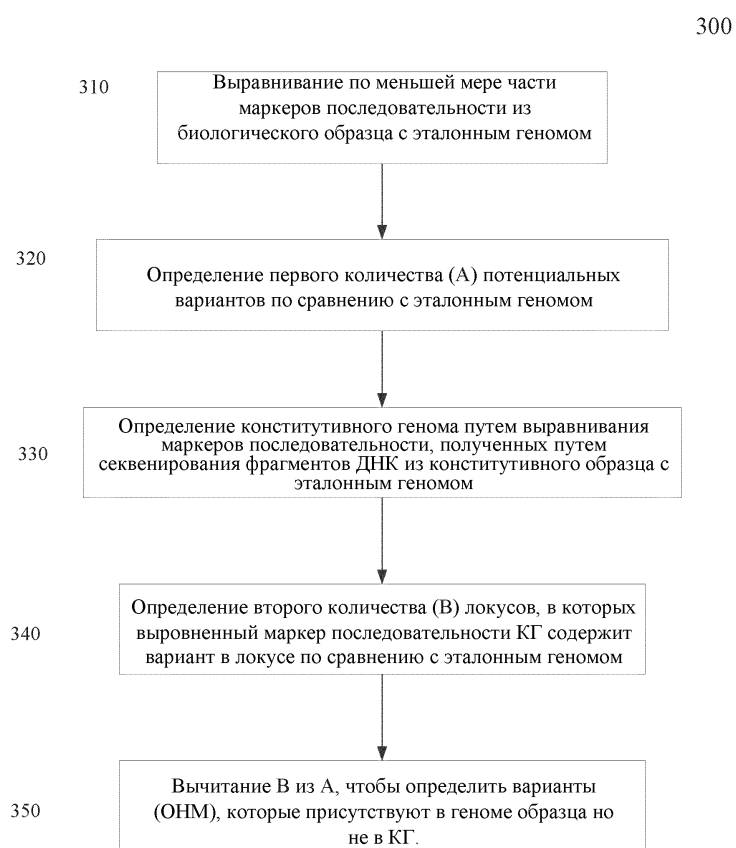 300
310
Выравнивание по меньшей мере части
маркеров последовательности из
биологического образца с эталонным геномом
320
Определение первого количества (A) потенциальных
вариантов по сравнению с эталонным геномом
330
Определение конститутивного генома путем выравнивания
маркеров последовательности, полученных путем
секвенирования фрагментов ДНК из конститутивного образца с
эталонным геномом
340
Определение второго количества (B) локусов, в которых
выровненный маркер последовательности КГ содержит
вариант в локусе по сравнению с эталонным геномом
350
Вычитание B из A, чтобы определить варианты
(ОНМ), которые присутствуют в геноме образца но
не в КГ.